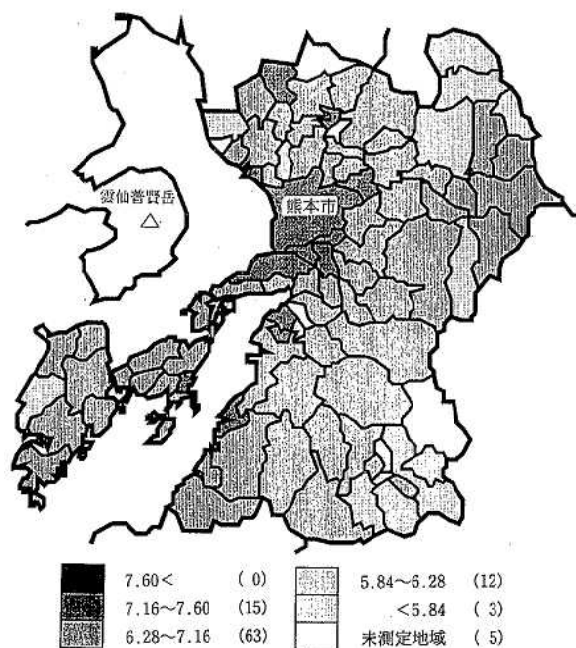 雲仙普賢岳
熊本市
7.60< ( 0)
7.16～7.60 (15)
6.28～7.16 (63)
5.84～6.28 (12)
<5.84 ( 3)
未測定地域 ( 5)